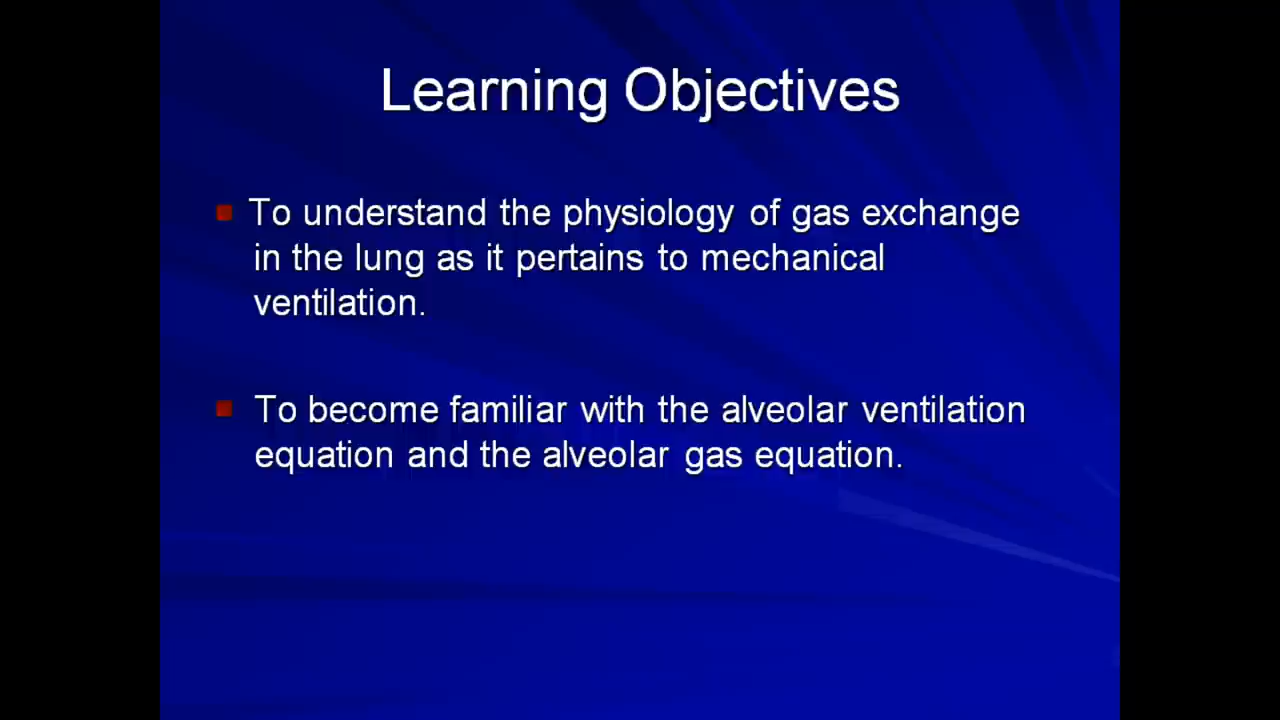 Learning Objectives
To understand the physiology of gas exchange
in the lung as it pertains to mechanical
ventilation.
To become familiar with the alveolar ventilation
equation and the alveolar gas equation.